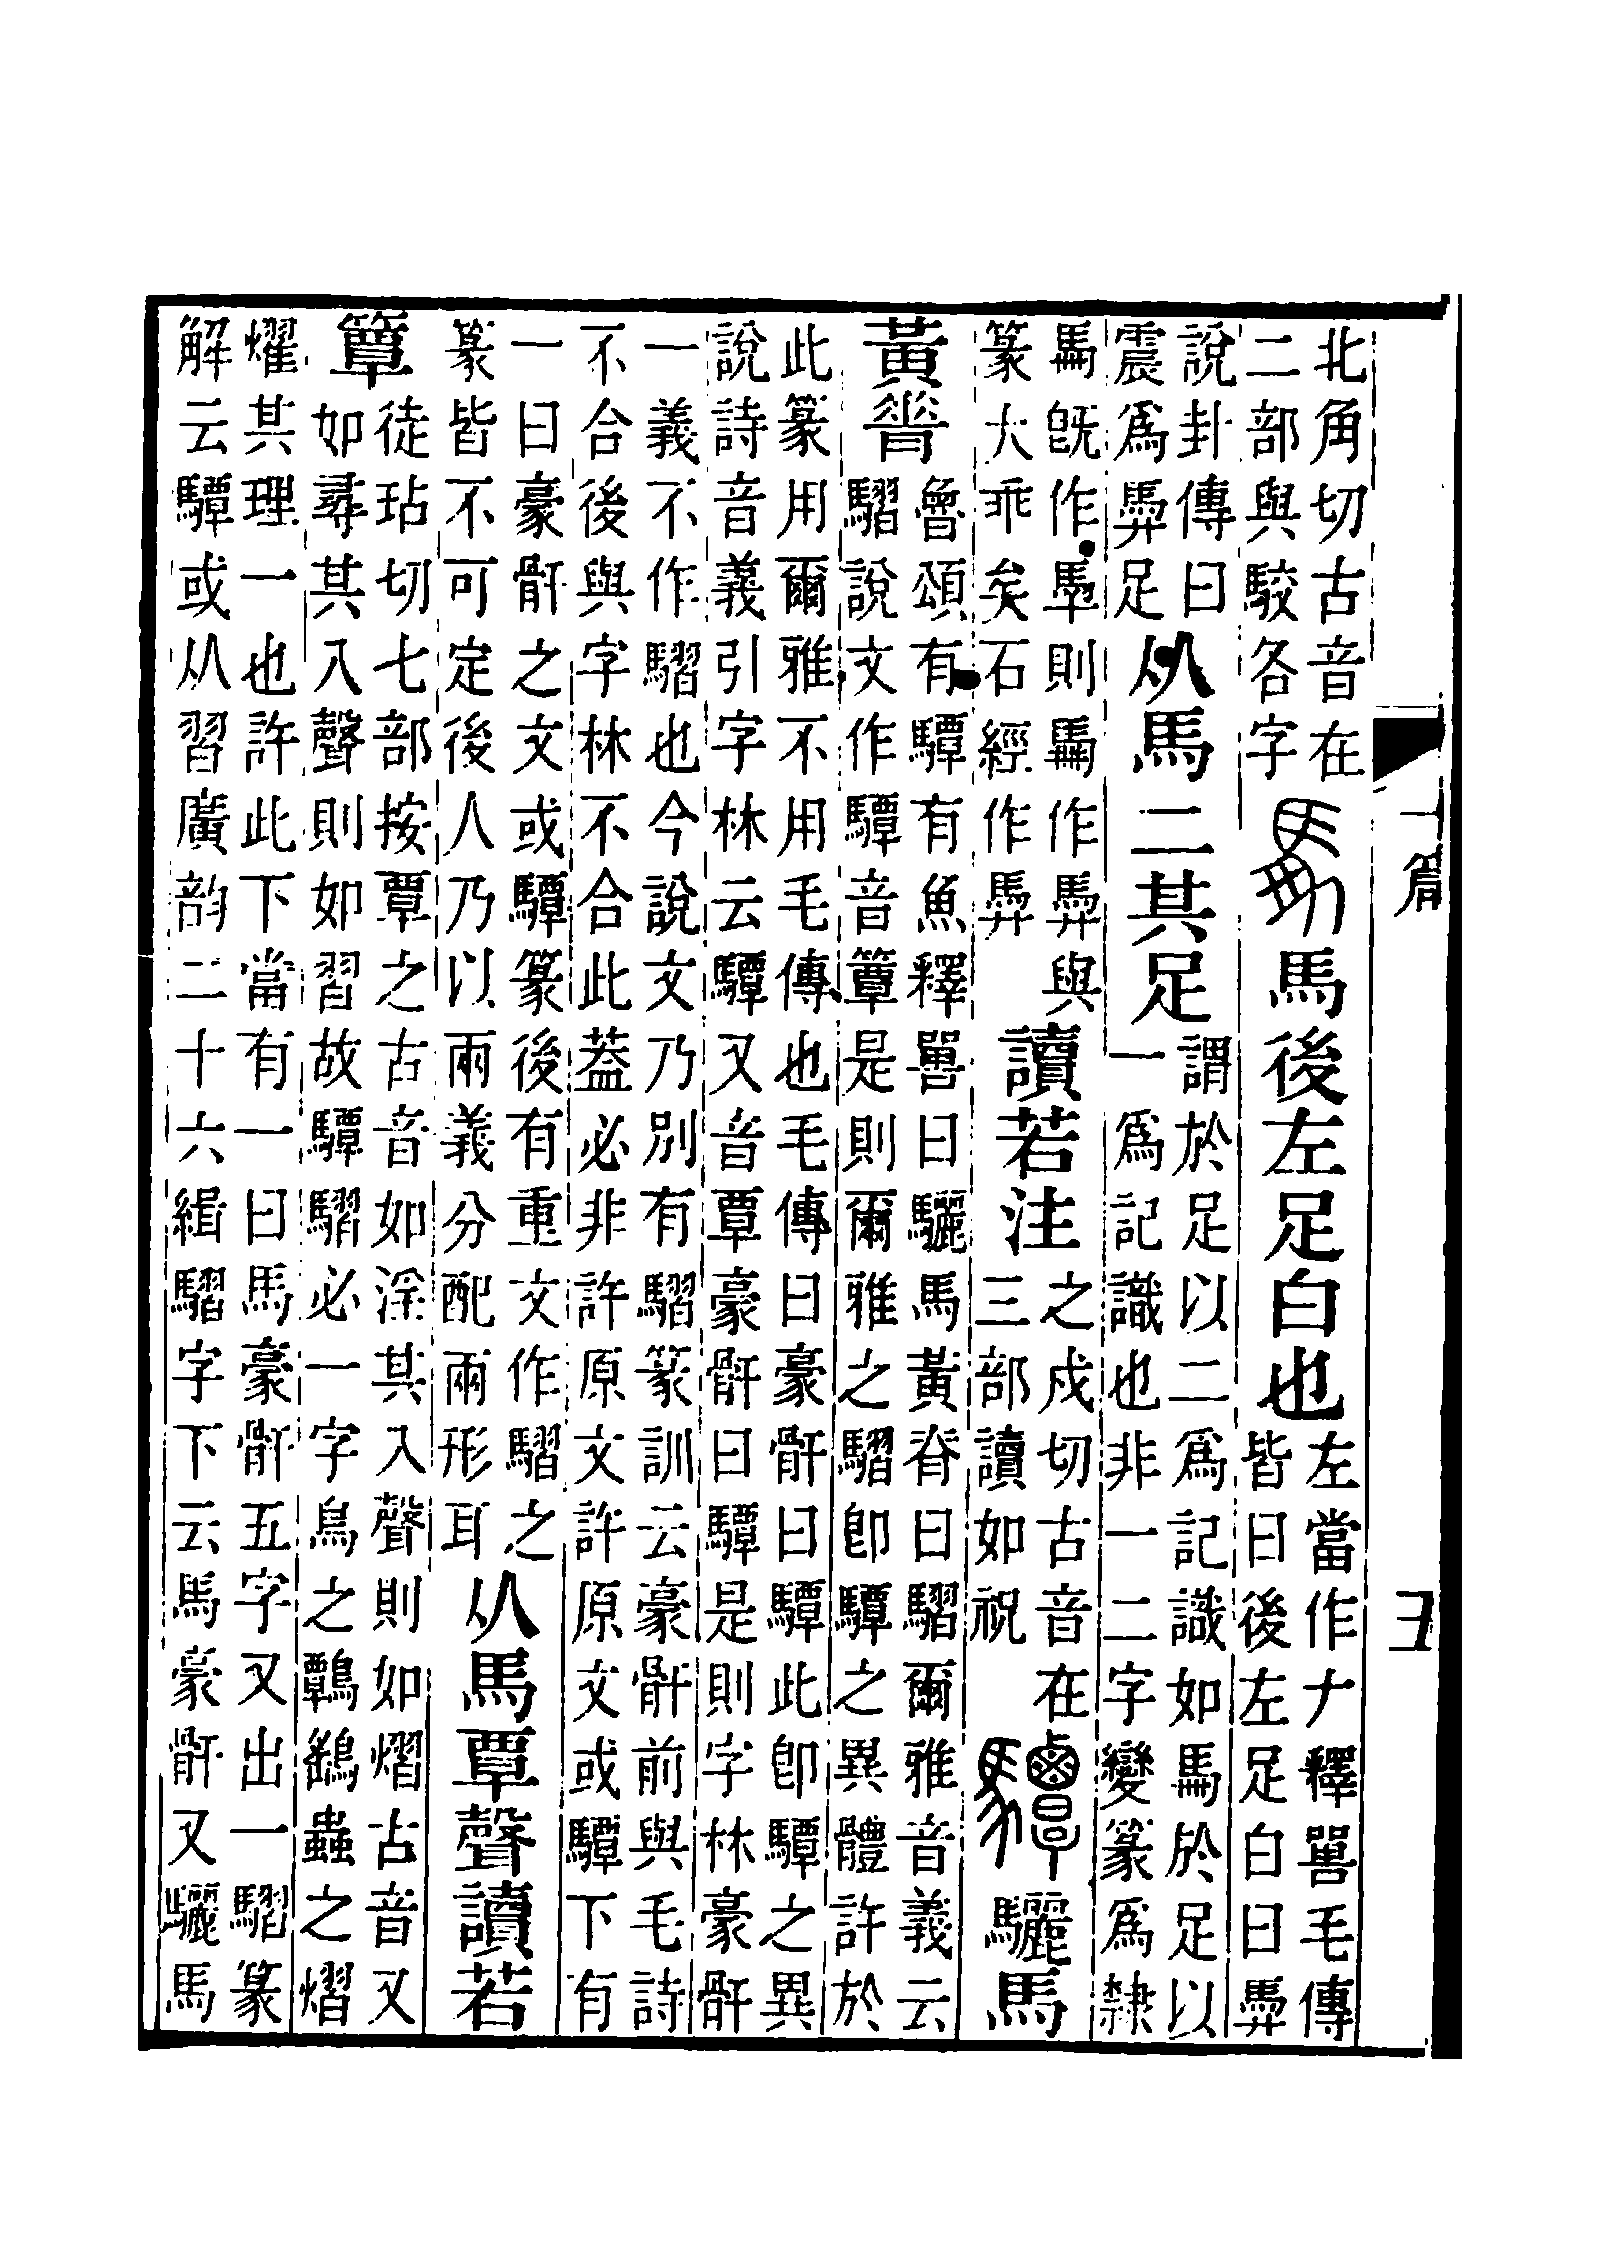 北角切古音在
二部與駮各字
馵馬後左足白也
左當作𠂇釋嘼毛傳
皆曰後左足白曰馵
說卦傳曰
震爲馵足
从馬二其足
謂於足以二爲記識如馬於足以
一爲記識也非一二字變篆爲隸
旣作則作馵與
篆大乖矣石經作馵
讀若注
之戍切古音在
三部讀如祝
驔驪馬
黃脊
魯頌有驔有魚釋嘼曰驪馬黃脊曰騽爾雅音義云
騽說文作驔音簟是則爾雅之騽卽驔之異體許於
此篆用爾雅不用毛傳也毛傳曰豪骭曰驔此卽驔之異
說詩音義引字林云驔又音覃豪骭曰驔是則字林豪骭
一義不作騽也今說文乃別有騽篆訓云豪骭前與毛詩
不合後與字林不合此葢必非許原文許原文或驔下有
一曰豪骭之文或驔篆後有重文作騽之
篆皆不可定後人乃以兩義分配兩形耳
从馬覃聲讀若
簟
徒玷切七部按覃之古音如淫其入聲則如熠古音又
如尋其入聲則如習故驔騽必一字鳥之鷣鷂蟲之熠
燿其理一也許此下當有一曰馬豪骭五字又出一騽篆
解云驔或从習廣韵二十六緝騽字下云馬豪骭又驪馬